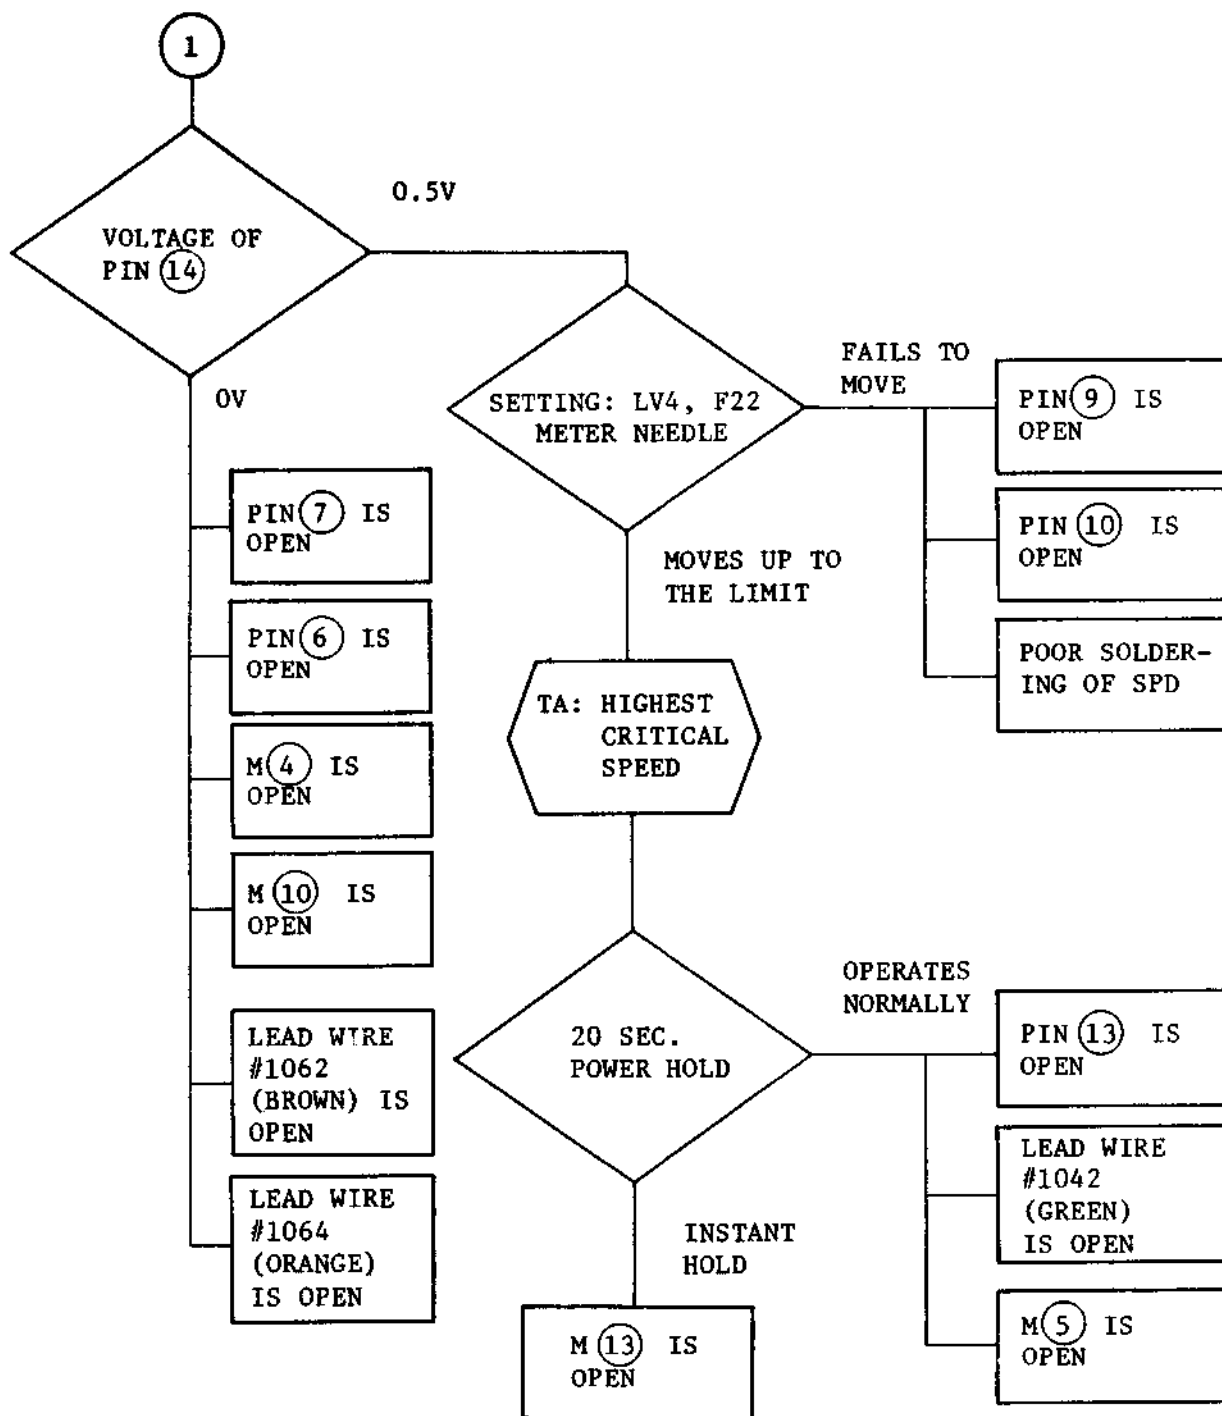 1
0.5V
VOLTAGE OF
PIN 14
0V
FAILS TO
MOVE
SETTING: LV4, F22
METER NEEDLE
PIN 9 IS
OPEN
PIN 10 IS
OPEN
POOR SOLDER-
ING OF SPD
MOVES UP TO
THE LIMIT
PIN 7 IS
OPEN
PIN 6 IS
OPEN
M 4 IS
OPEN
M 10 IS
OPEN
LEAD WIRE
#1062
(BROWN) IS
OPEN
LEAD WIRE
#1064
(ORANGE)
IS OPEN
TA: HIGHEST
CRITICAL
SPEED
20 SEC.
POWER HOLD
OPERATES
NORMALLY
PIN 13 IS
OPEN
LEAD WIRE
#1042
(GREEN)
IS OPEN
M 5 IS
OPEN
INSTANT
HOLD
M 13 IS
OPEN